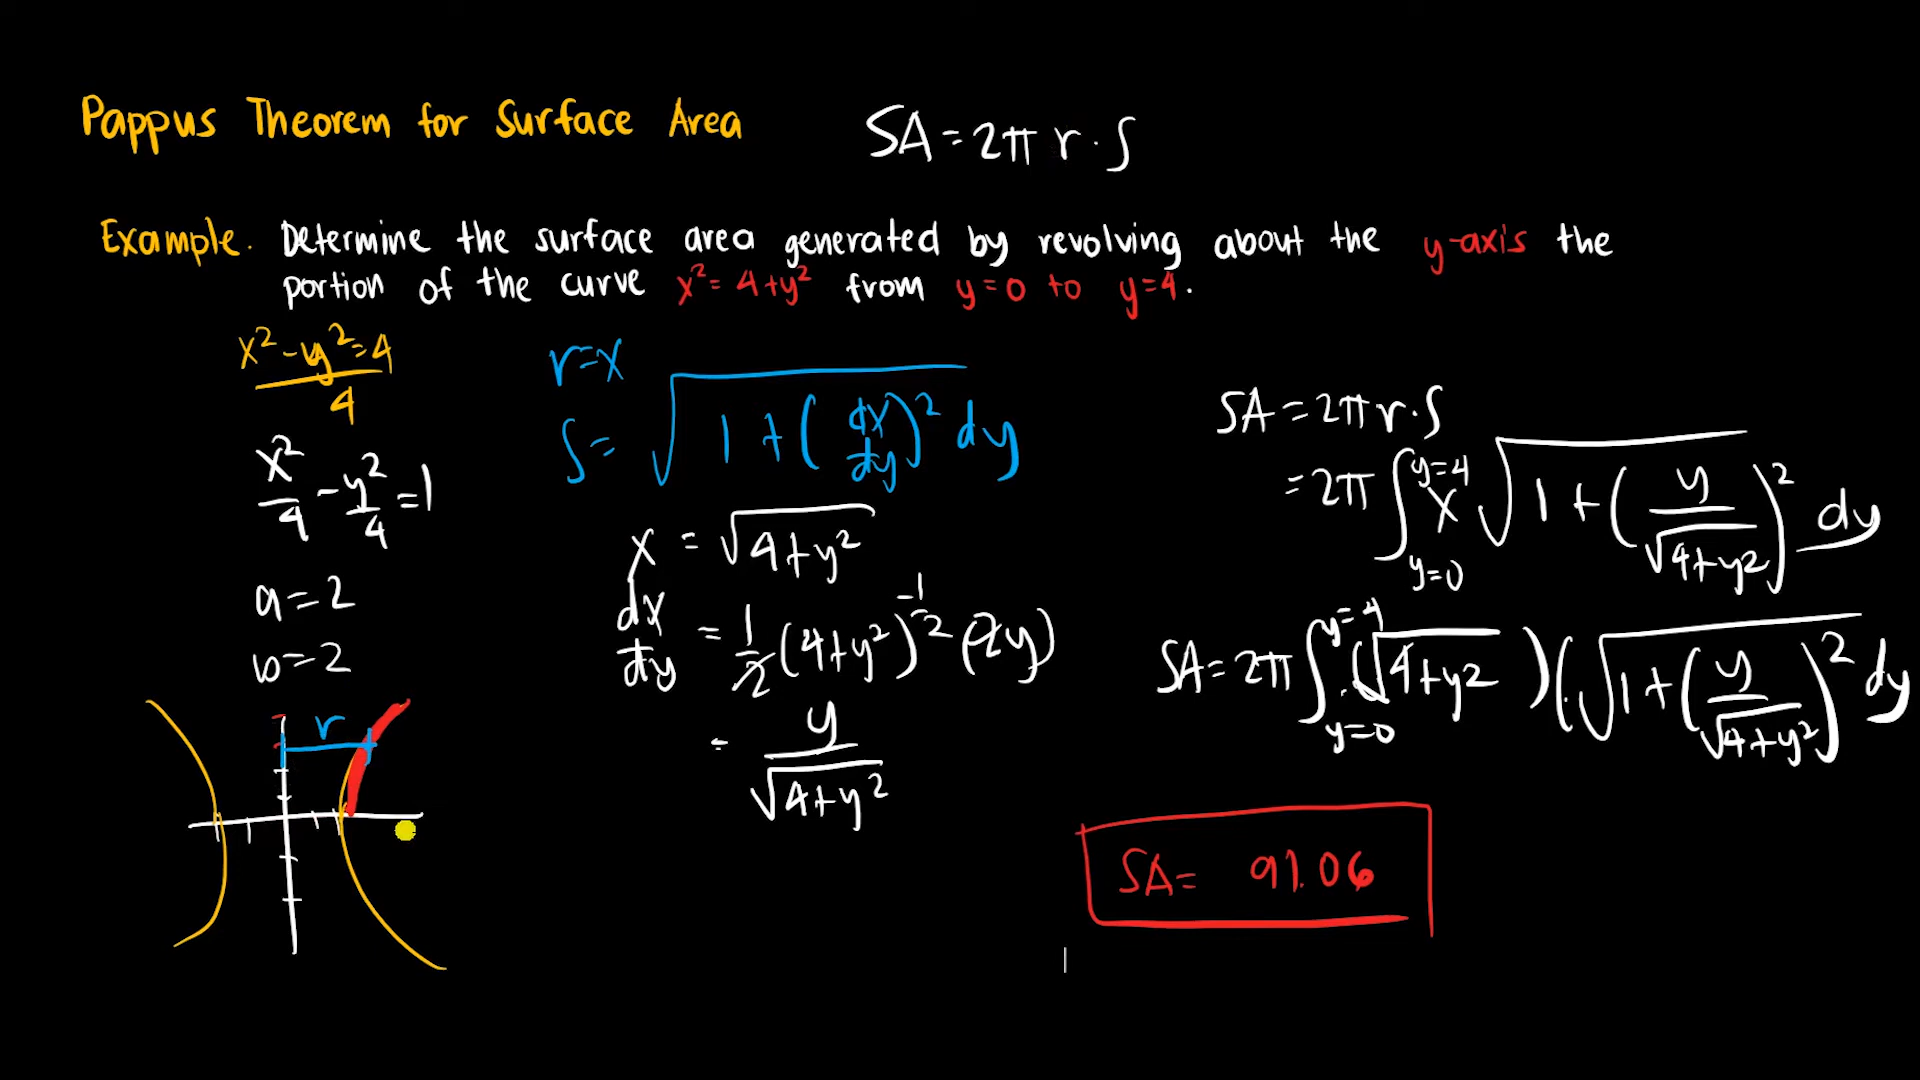 Pappus Theorem for Surface Area
SA = 2π r · S
Example. Determine the surface area generated by revolving about the y-axis the
portion of the curve x² = 4+y² from y=0 to y=4.
x² - y² = 4
4
x²/4 - y²/4 = 1
a = 2
b = 2
r
r = x
S = √(1 + (dx/dy)²) dy
x = √(4+y²)
dx/dy = 1/2 (4+y²)^(-1/2) (2y)
= y/√(4+y²)
SA = 2π r · S
= 2π ∫_{y=0}^{y=4} x √(1 + (y/√(4+y²))²) dy
SA = 2π ∫_{y=0}^{y=4} (√(4+y²)) (√(1 + (y/√(4+y²))²) dy
SA = 91.06